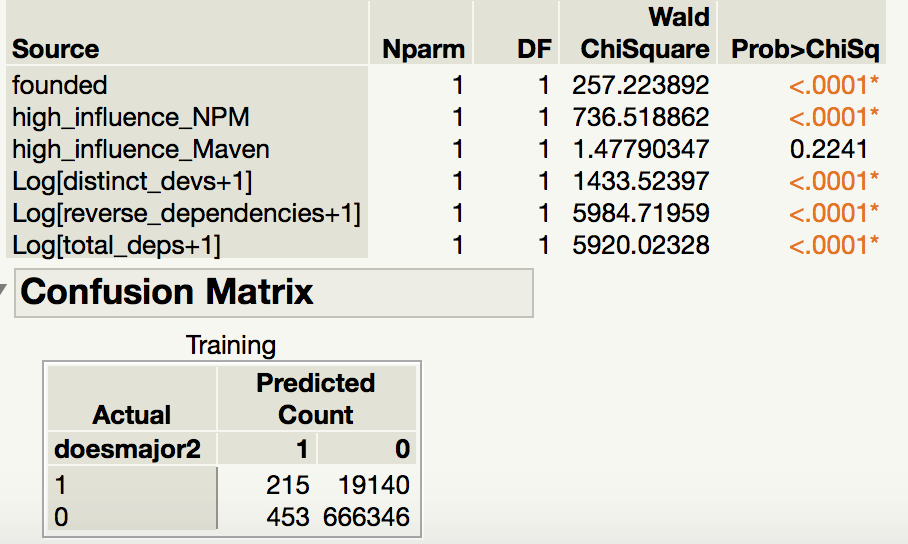 Wald
Source Nparm DF ChiSquare Prob>ChiSq
founded 1 1 257.223892 <.0001*
high_influence_NPM 1 1 736.518862 <.0001*
high_influence_Maven 1 1 1.47790347 0.2241
Log[distinct_devs+1] 1 1 1433.52397 <.0001*
Log[reverse_dependencies+1] 1 1 5984.71959 <.0001*
Log[total_deps+1] 1 1 5920.02328 <.0001*
Confusion Matrix
Training
Predicted
Actual Count
doesmajor2 1 0
1 215 19140
0 453 666346